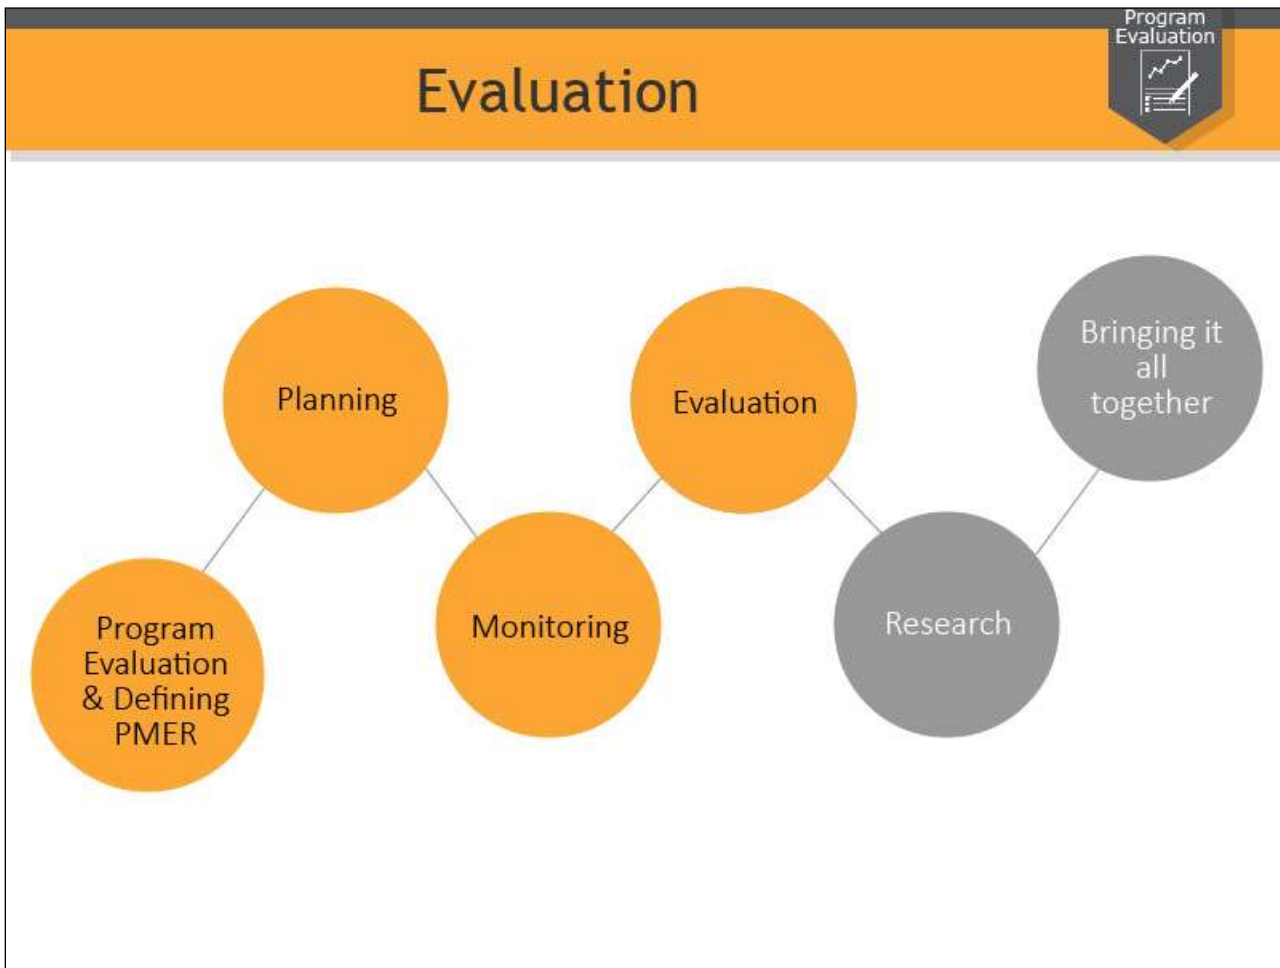 Program
Evaluation
Evaluation
Program
Evaluation
& Defining
PMER
Planning
Monitoring
Evaluation
Research
Bringing it
all
together